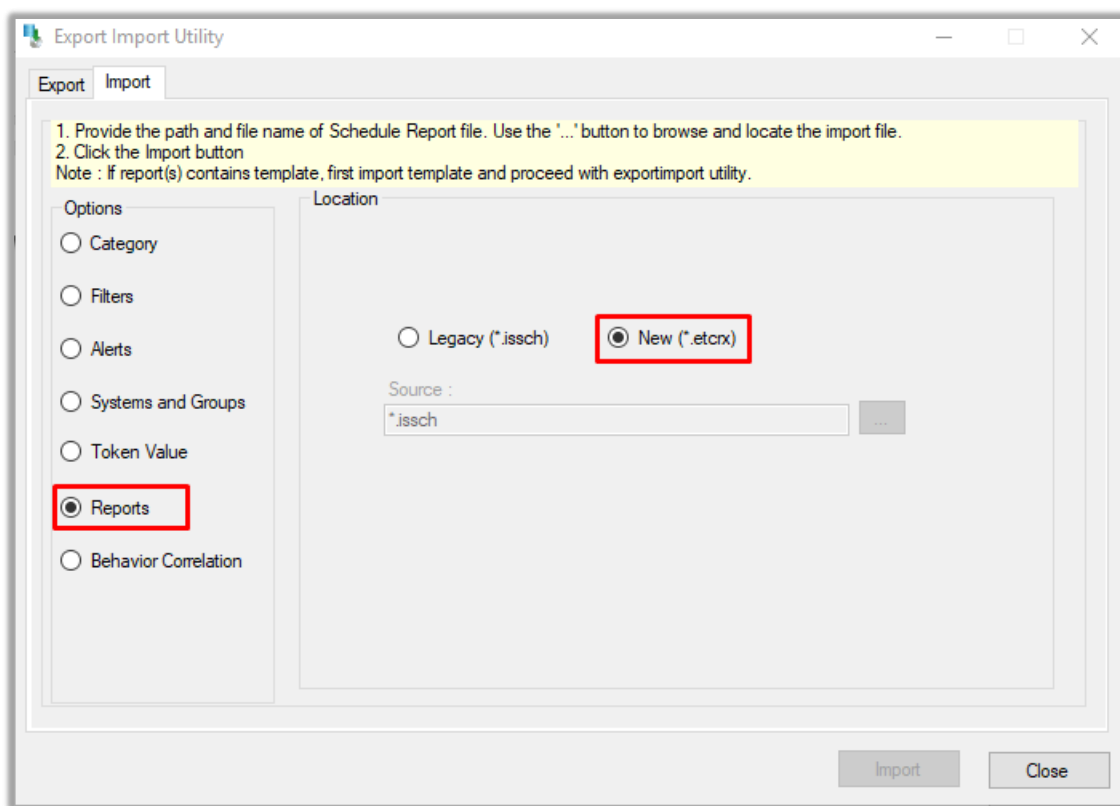 Export Import Utility
Export
Import
1. Provide the path and file name of Schedule Report file. Use the '...' button to browse and locate the import file.
2. Click the Import button
Note : If report(s) contains template, first import template and proceed with exportimport utility.
Options
Category
Filters
Alerts
Systems and Groups
Token Value
Reports
Behavior Correlation
Location
Legacy (*.issch)
New (*.etcrx)
Source :
*.issch
...
Import
Close